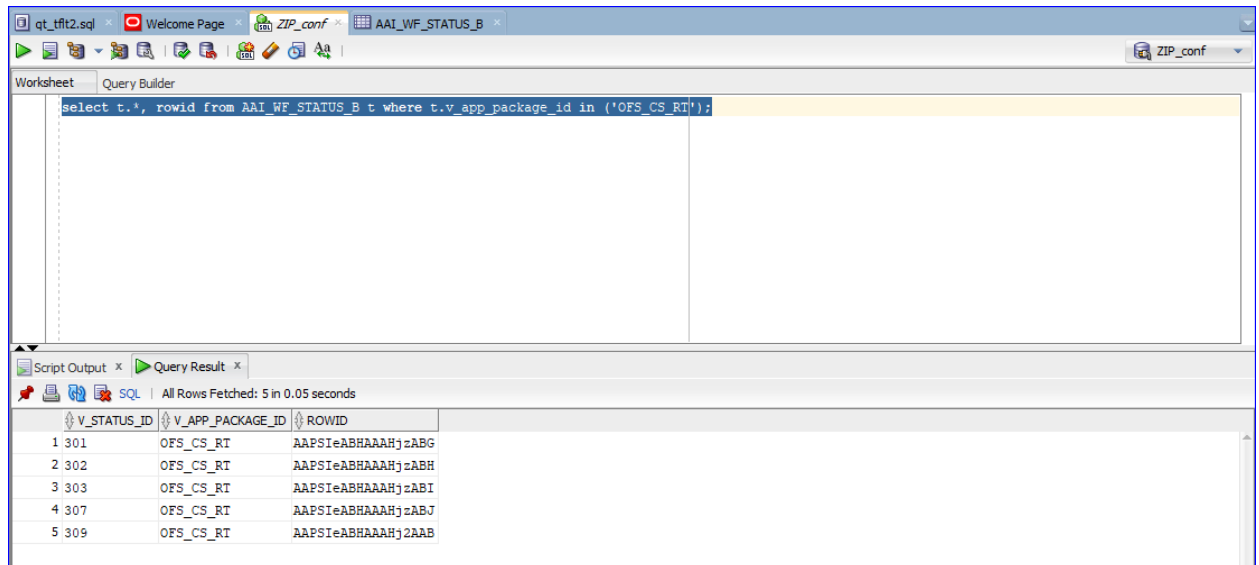 qt_tflt2.sql Welcome Page ZIP_conf AAI_WF_STATUS_B
ZIP_conf
Worksheet Query Builder
select t.*, rowid from AAI_WF_STATUS_B t where t.v_app_package_id in ('OFS_CS_RT');
Script Output x Query Result x
SQL | All Rows Fetched: 5 in 0.05 seconds
V_STATUS_ID V_APP_PACKAGE_ID ROWID
1 301 OFS_CS_RT AAPSIeABHAAAHjzABG
2 302 OFS_CS_RT AAPSIeABHAAAHjzABH
3 303 OFS_CS_RT AAPSIeABHAAAHjzABI
4 307 OFS_CS_RT AAPSIeABHAAAHjzABJ
5 309 OFS_CS_RT AAPSIeABHAAAHj2AAB